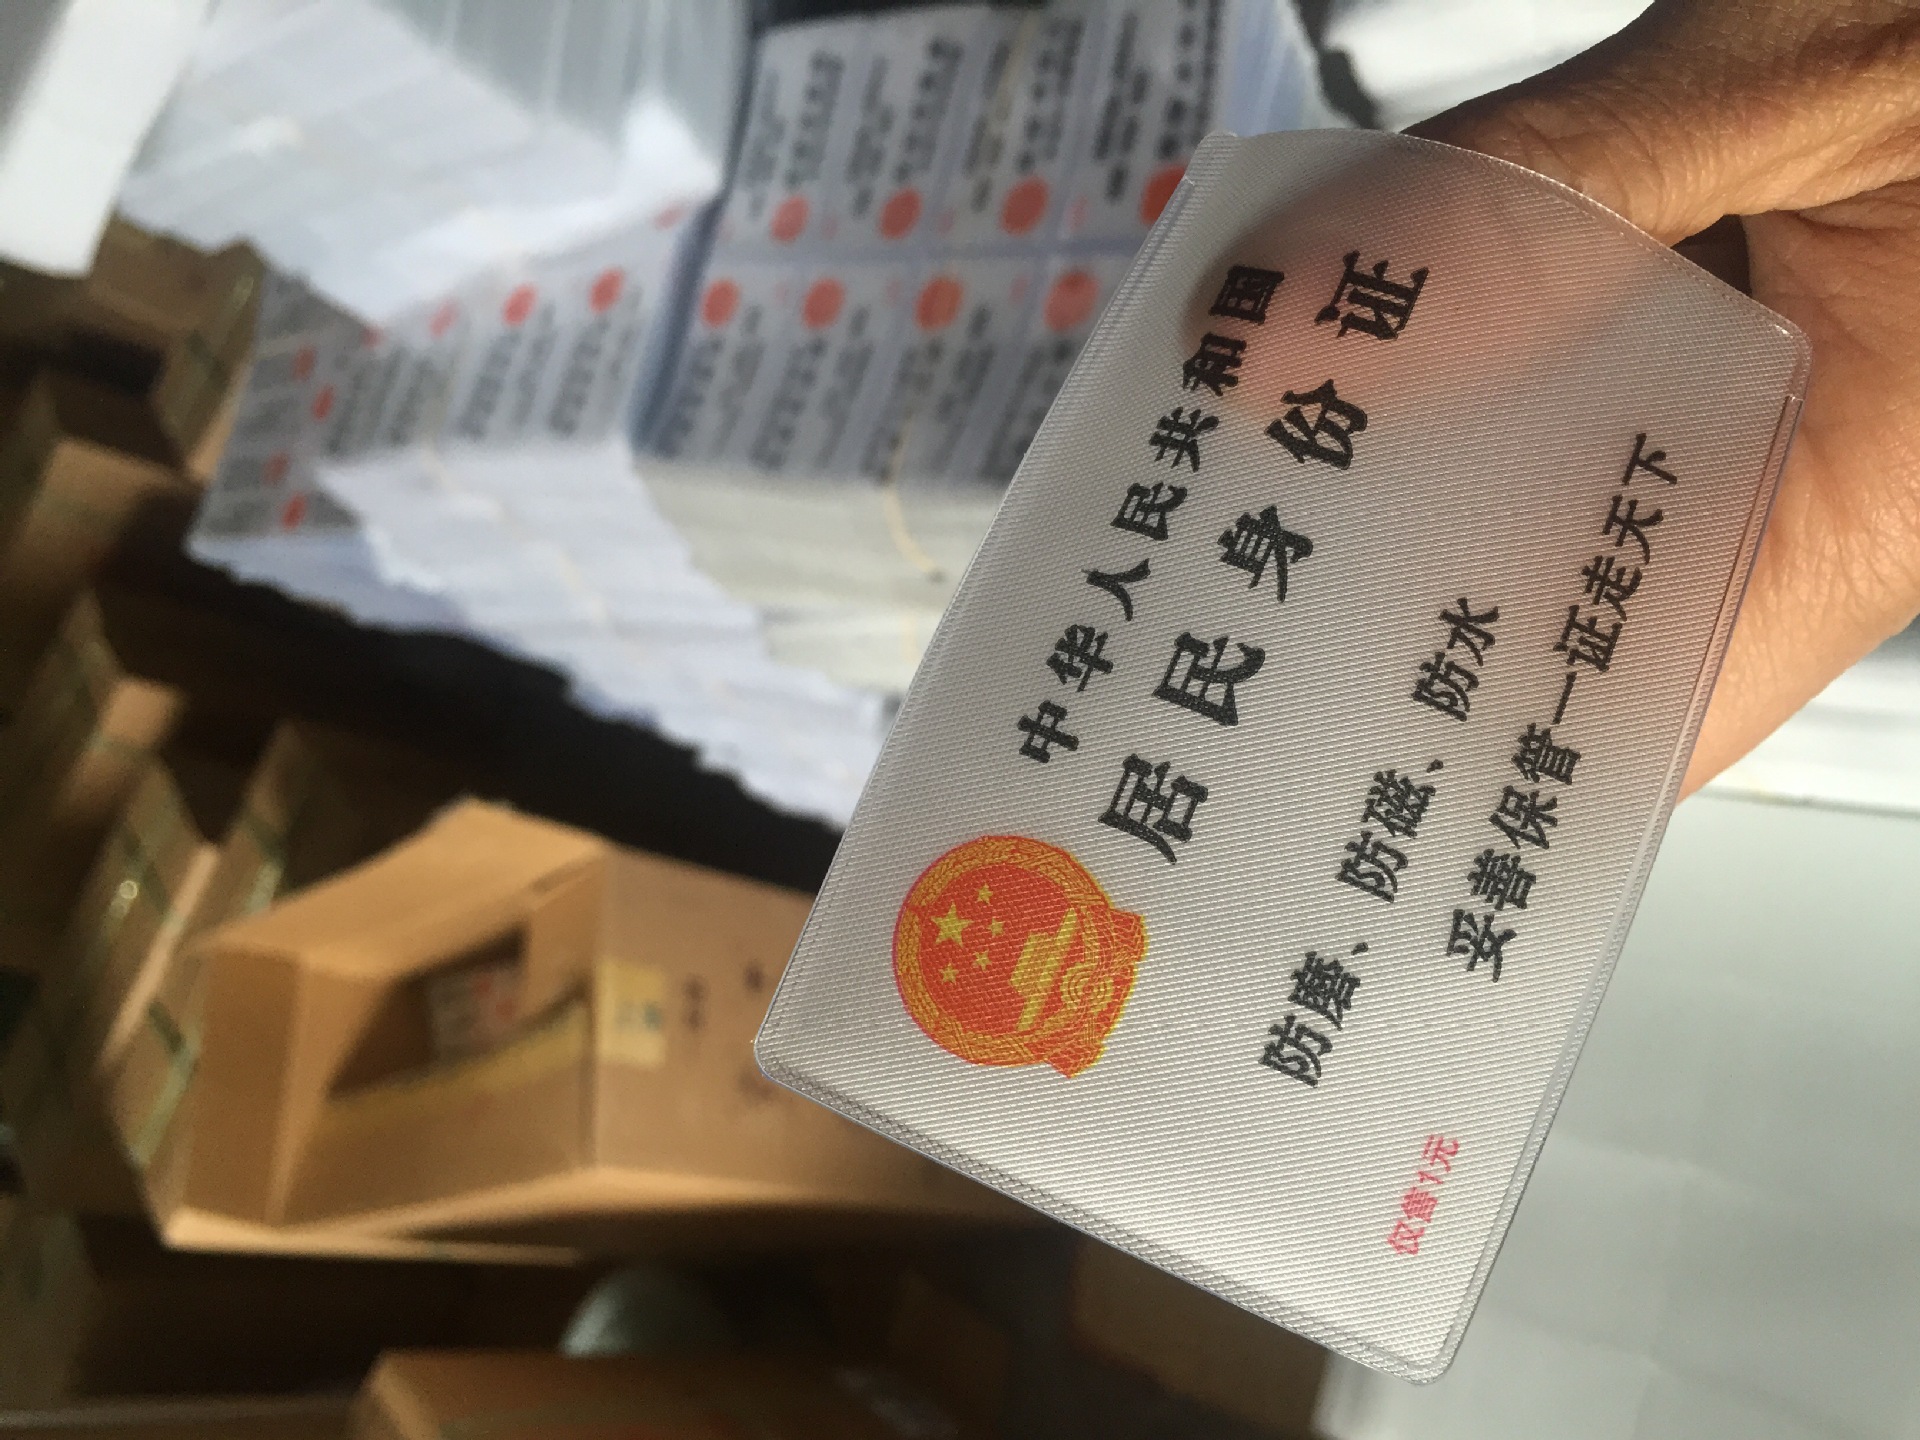 中华人民共和国
居民身份证
防磨、防磁、防水
妥善保管一证走天下
仅售1元